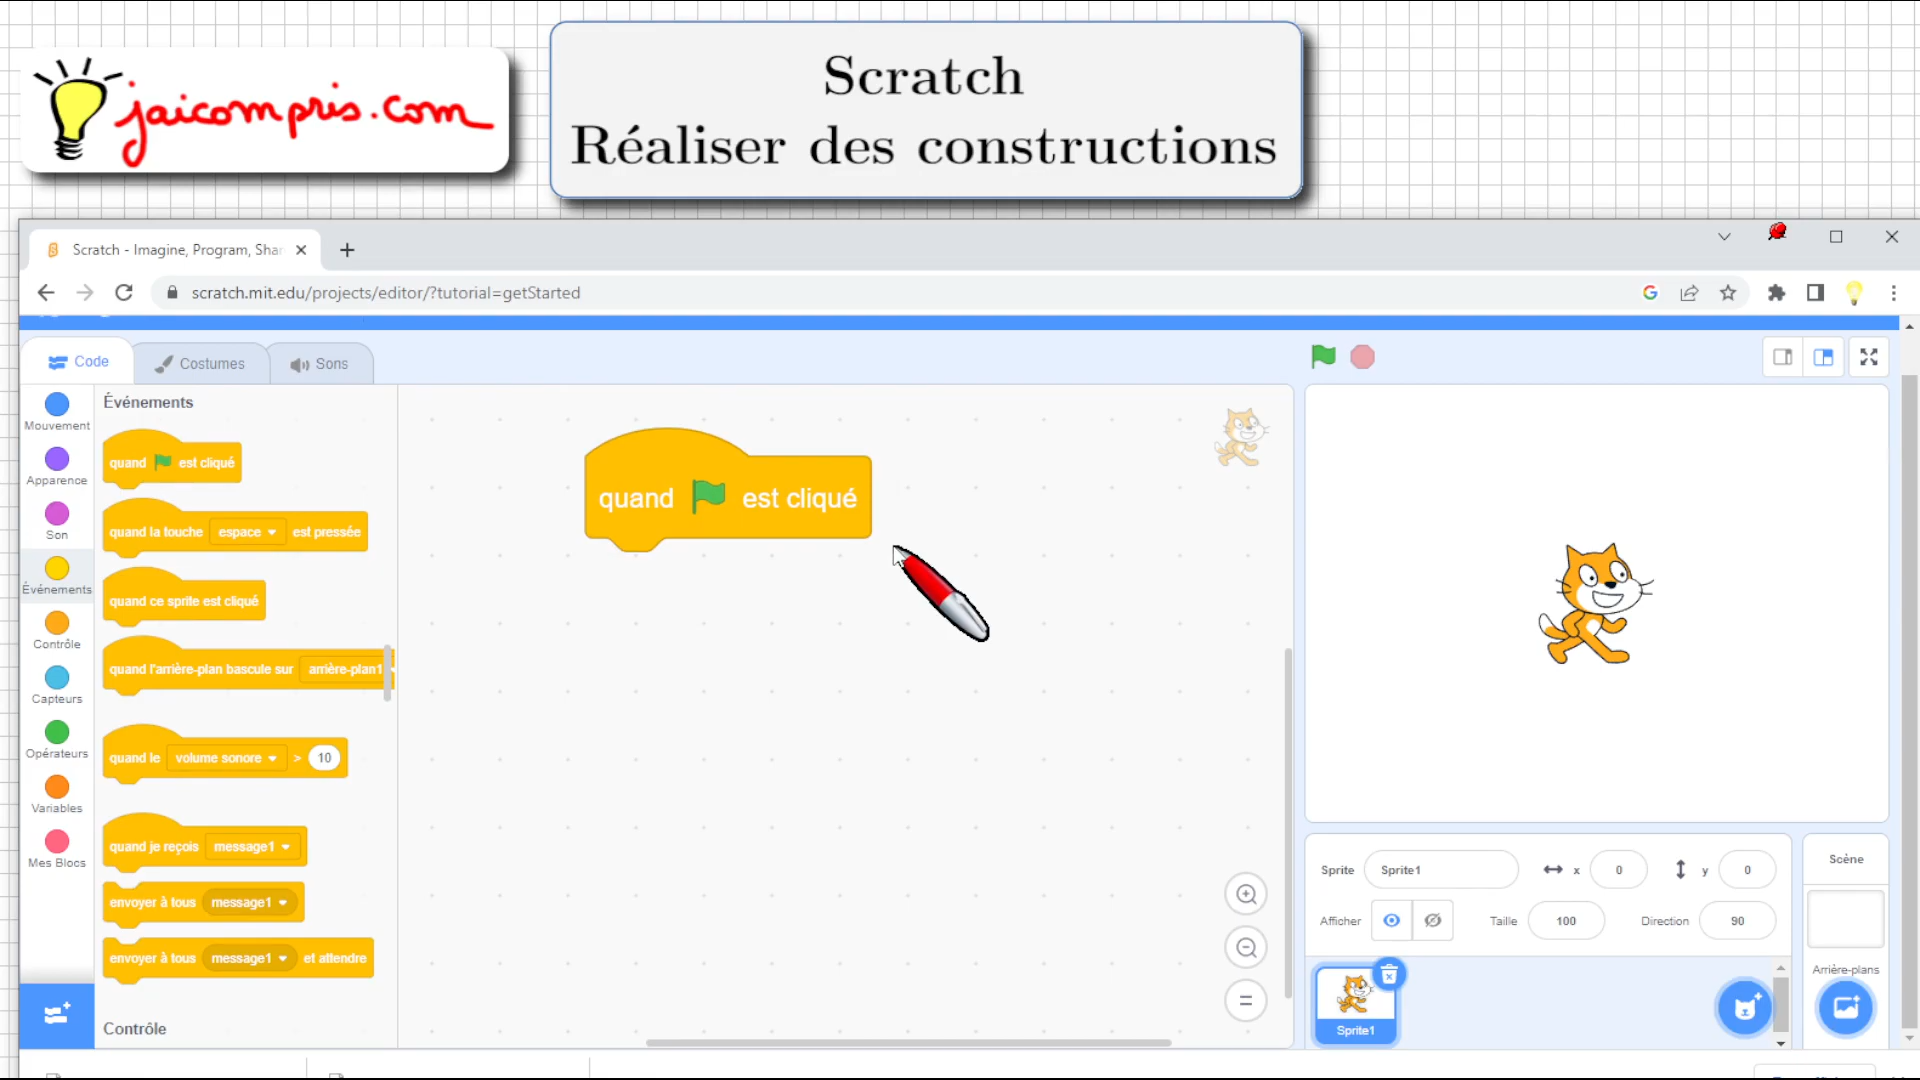 jaicompris.com
Scratch
Réaliser des constructions
Scratch - Imagine, Program, Shar
scratch.mit.edu/projects/editor/?tutorial=getStarted
Code
Costumes
Sons
Mouvement
Apparence
Son
Événements
Contrôle
Capteurs
Opérateurs
Variables
Mes Blocs
Événements
quand est cliqué
quand la touche espace est pressée
quand ce sprite est cliqué
quand l'arrière-plan bascule sur arrière-plan1
quand le volume sonore > 10
quand je reçois message1
envoyer à tous message1
envoyer à tous message1 et attendre
Contrôle
quand est cliqué
Sprite Sprite1 x 0 y 0
Afficher Taille 100 Direction 90
Sprite1
Scène
Arrière-plans